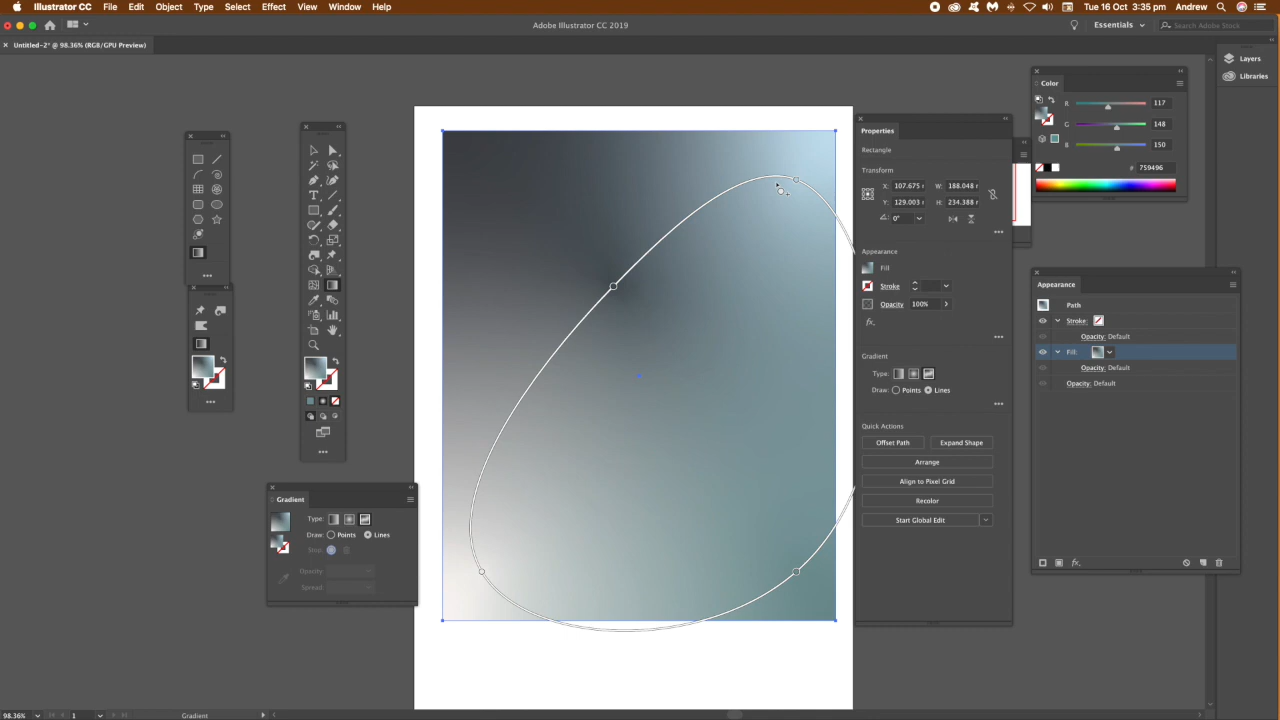 Illustrator CC File Edit Object Type Select Effect View Window Help
Tue 16 Oct 3:35 pm Andrew
Adobe Illustrator CC 2019
Essentials
Search Adobe Stock
Untitled-2* @ 98.36% (RGB/GPU Preview)
Layers
Libraries
Color
R 117
G 148
B 150
# 759496
Properties
Rectangle
Transform
X: 107.675 r W: 188.048 r
Y: 129.003 r H: 234.388 r
0°
Appearance
Fill
Stroke
Opacity 100%
fx.
Gradient
Type:
Draw: Points Lines
Quick Actions
Offset Path Expand Shape
Arrange
Align to Pixel Grid
Recolor
Start Global Edit
Appearance
Path
Stroke:
Opacity: Default
Fill:
Opacity: Default
Opacity: Default
fx.
Gradient
Type:
Draw: Points Lines
Stop:
Opacity
Spread
98.36% 1 Gradient